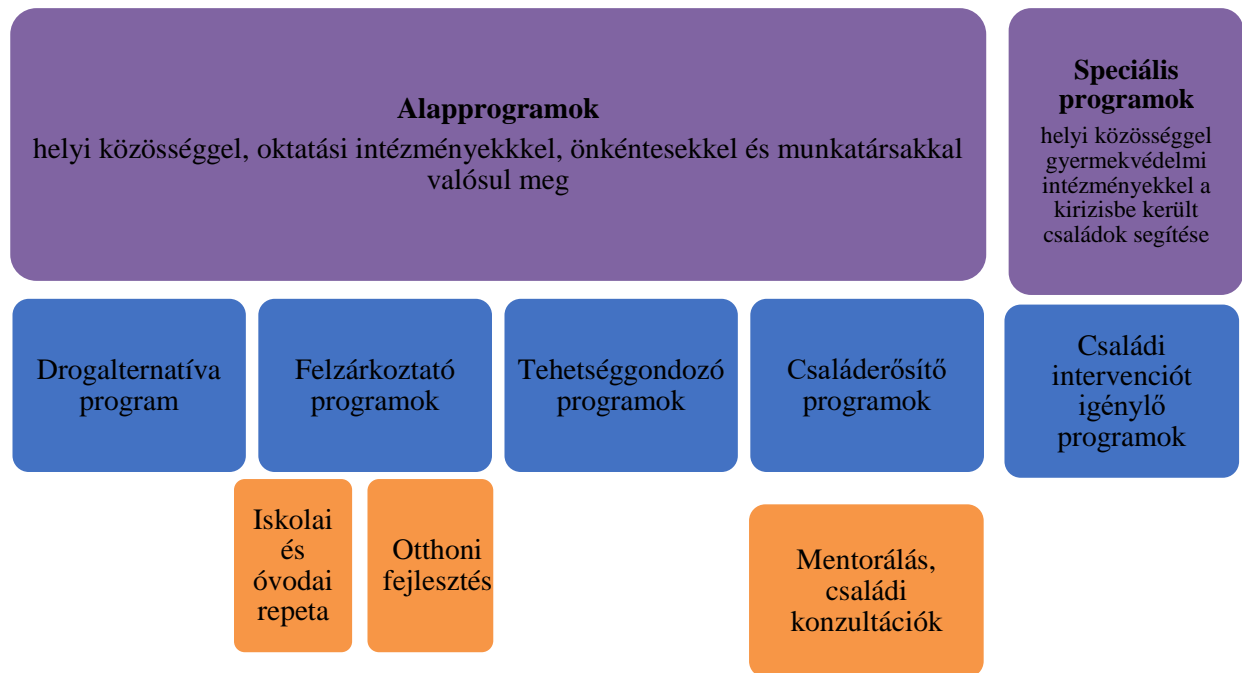 Alapprogramok
helyi közösséggel, oktatási intézményekkkel, önkéntesekkel és munkatársakkal
valósul meg
Speciális
programok
helyi közösséggel
gyermekvédelmi
intézményekkel a
kirizisbe került
családok segítése
Drogalternatíva
program
Felzárkoztató
programok
Tehetséggondozó
programok
Családerősítő
programok
Családi
intervenciót
igénylő
programok
Iskolai
és
óvodai
repeta
Otthoni
fejlesztés
Mentorálás,
családi
konzultációk